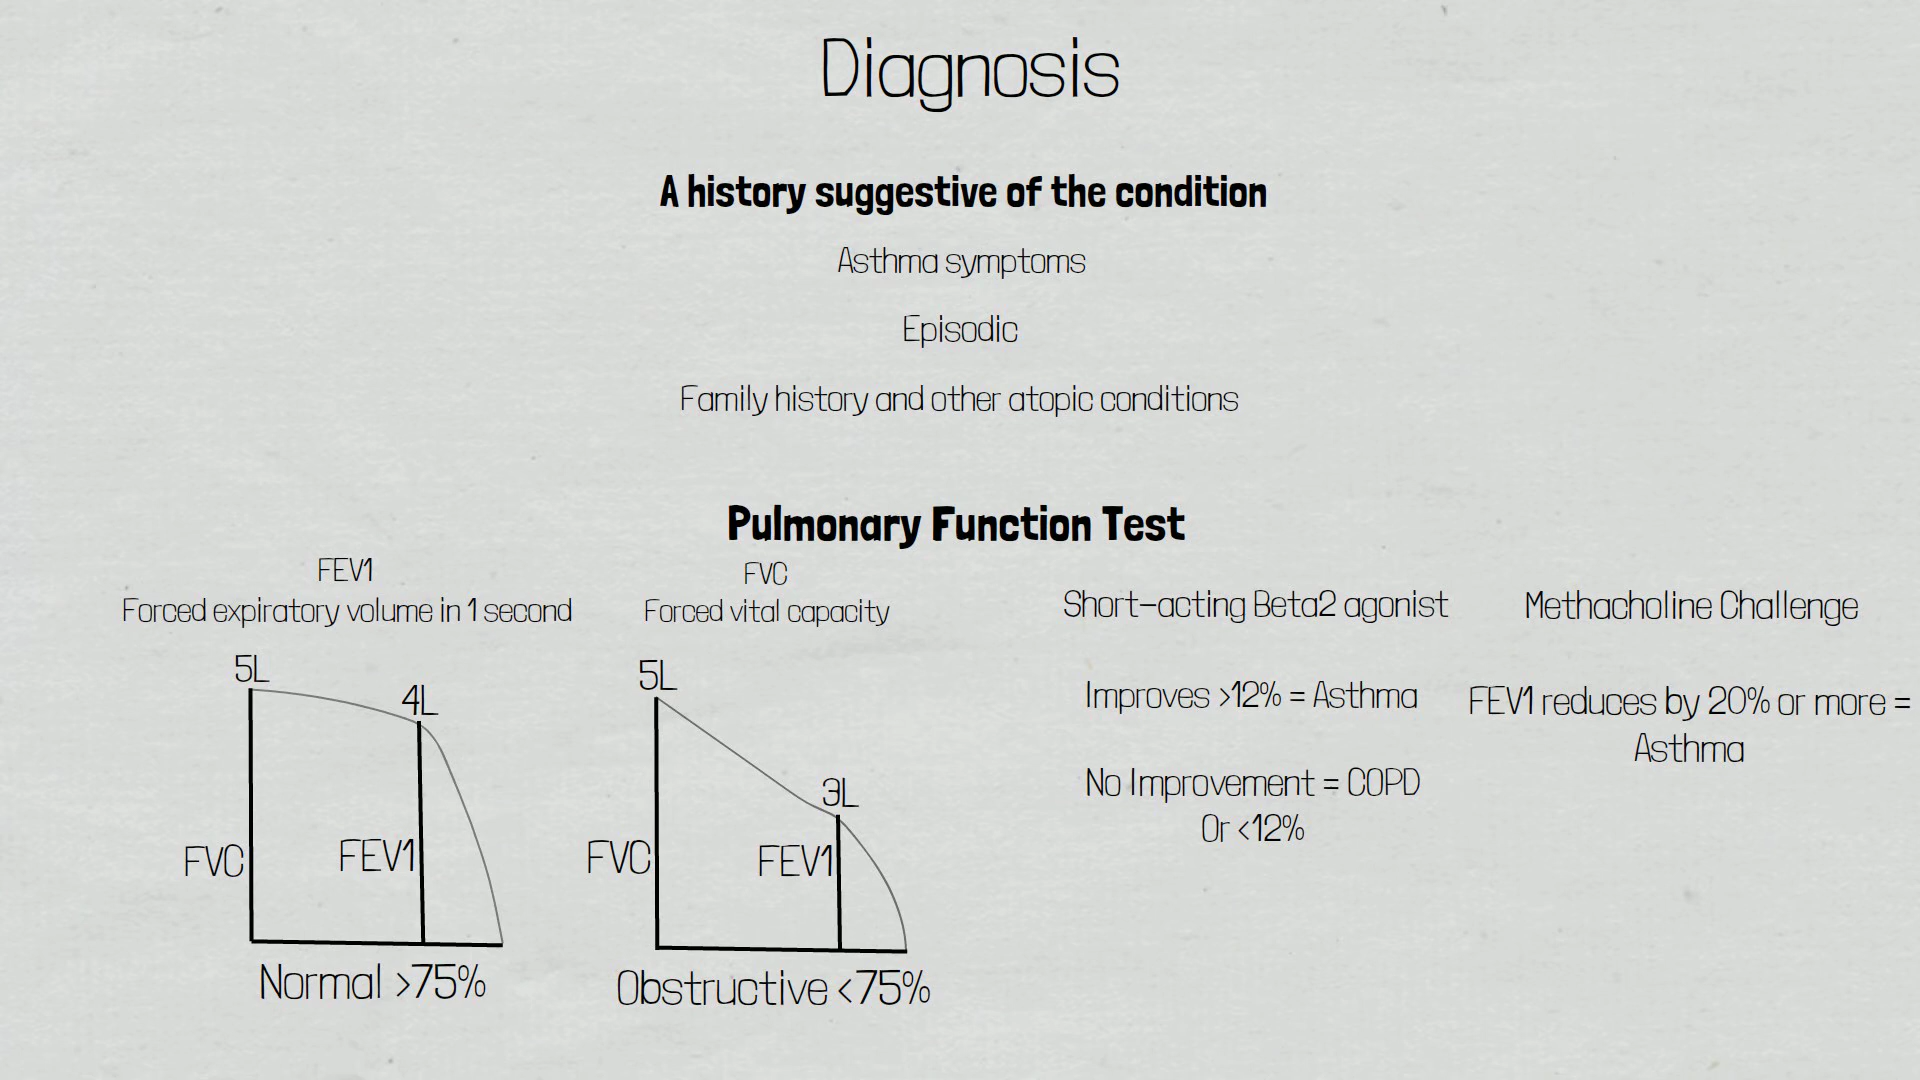 Diagnosis
A history suggestive of the condition
Asthma symptoms
Episodic
Family history and other atopic conditions
Pulmonary Function Test
FEV1
Forced expiratory volume in 1 second
FVC
Forced vital capacity
Short-acting Beta2 agonist
Methacholine Challenge
5L
4L
FVC
FEV1
Normal >75%
5L
3L
FVC
FEV1
Obstructive <75%
Improves >12% = Asthma
No Improvement = COPD
Or <12%
FEV1 reduces by 20% or more =
Asthma